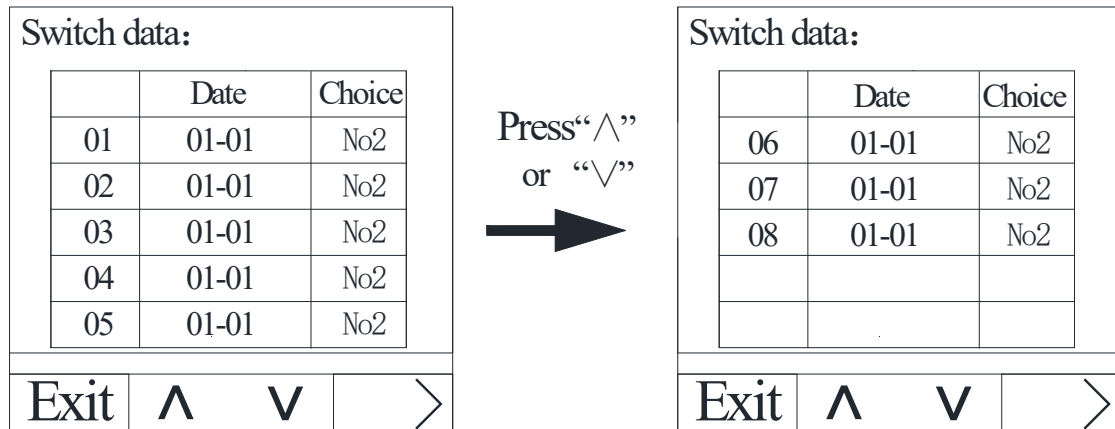 Switch data:
Date Choice
01 01-01 No2
02 01-01 No2
03 01-01 No2
04 01-01 No2
05 01-01 No2
Exit ∧ ∨ >
Press“∧”
or “∨”
Switch data:
Date Choice
06 01-01 No2
07 01-01 No2
08 01-01 No2
Exit ∧ ∨ >